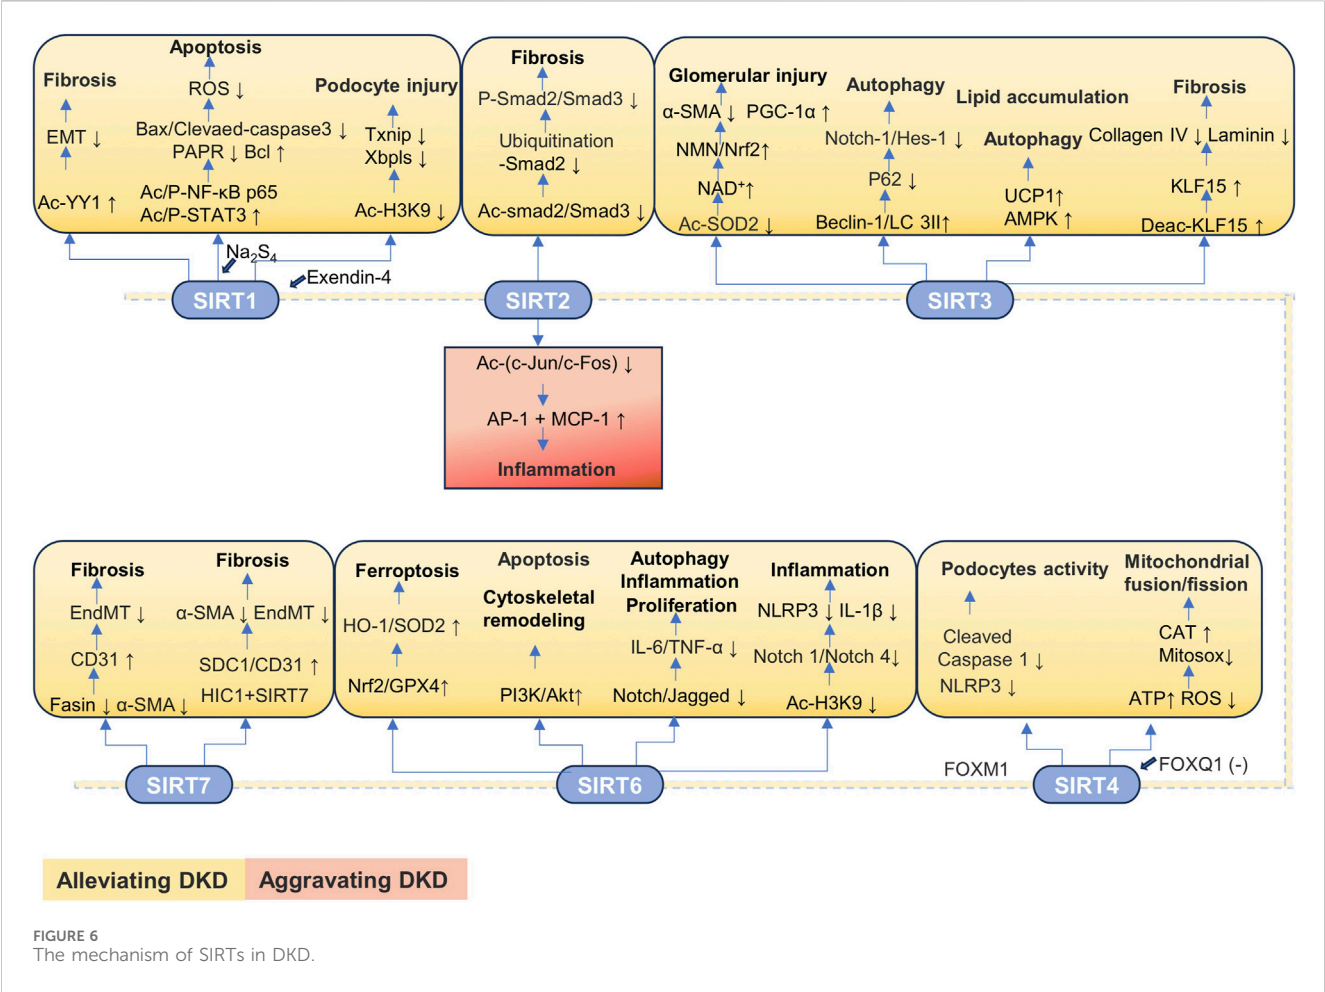 Fibrosis
EMT ↓
Ac-YY1 ↑
Apoptosis
ROS ↓
Bax/Clevaed-caspase3 ↓
PAPR ↓ Bcl ↑
Ac/P-NF-κB p65
Ac/P-STAT3 ↑
Podocyte injury
Txnip ↓
Xbpls ↓
Ac-H3K9 ↓
Na₂S₄
Exendin-4
SIRT1
Fibrosis
P-Smad2/Smad3 ↓
Ubiquitination
-Smad2 ↓
Ac-smad2/Smad3 ↓
SIRT2
Ac-(c-Jun/c-Fos) ↓
AP-1 + MCP-1 ↑
Inflammation
Glomerular injury
α-SMA ↓ PGC-1α ↑
NMN/Nrf2↑
NAD⁺↑
Ac-SOD2 ↓
Autophagy
Notch-1/Hes-1 ↓
P62 ↓
Beclin-1/LC 3II↑
Lipid accumulation
Autophagy
UCP1↑
AMPK ↑
Fibrosis
Collagen IV ↓ Laminin ↓
KLF15 ↑
Deac-KLF15 ↑
SIRT3
Fibrosis
EndMT ↓
CD31 ↑
Fasin ↓ α-SMA ↓
Fibrosis
α-SMA ↓ EndMT ↓
SDC1/CD31 ↑
HIC1+SIRT7
SIRT7
Ferroptosis
HO-1/SOD2 ↑
Nrf2/GPX4↑
Apoptosis
Cytoskeletal
remodeling
PI3K/Akt↑
Autophagy
Inflammation
Proliferation
IL-6/TNF-α ↓
Notch/Jagged ↓
Inflammation
NLRP3 ↓ IL-1β ↓
Notch 1/Notch 4↓
Ac-H3K9 ↓
SIRT6
Podocytes activity
Cleaved
Caspase 1 ↓
NLRP3 ↓
Mitochondrial
fusion/fission
CAT ↑
Mitosox↓
ATP↑ ROS ↓
FOXM1
SIRT4
FOXQ1 (-)
Alleviating DKD
Aggravating DKD
FIGURE 6
The mechanism of SIRTs in DKD.